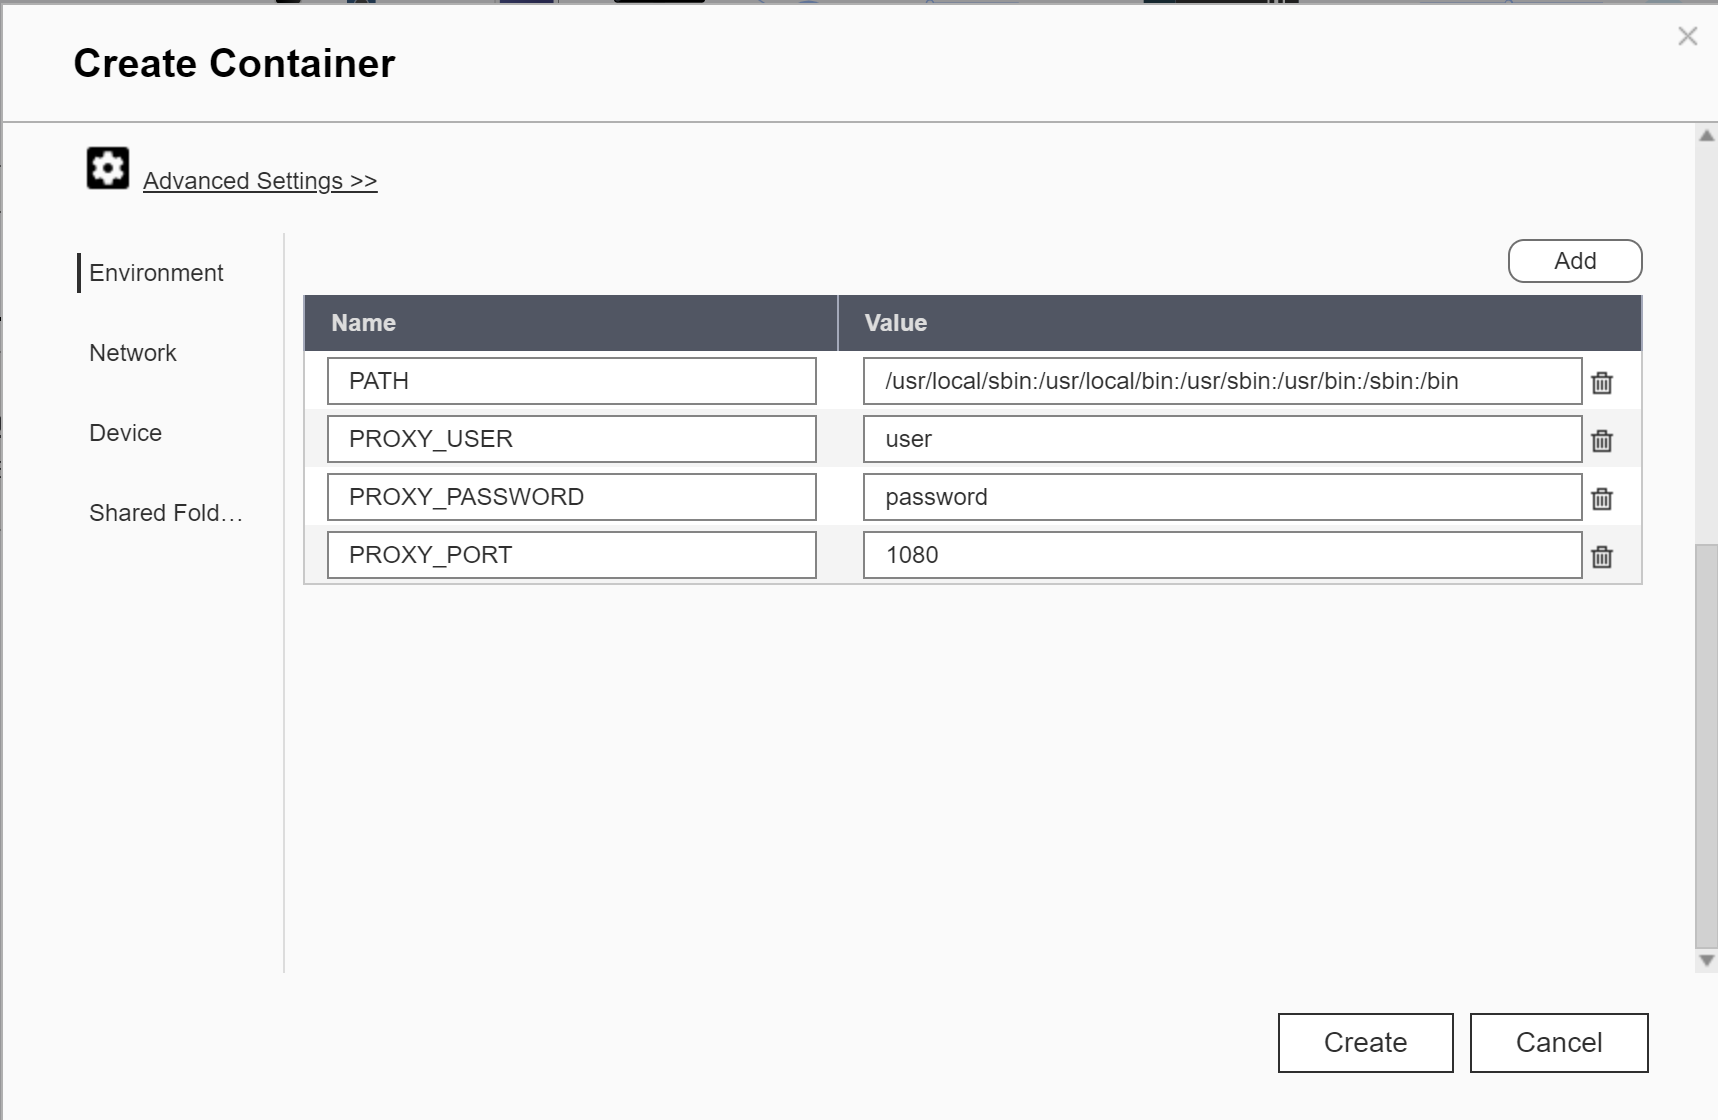 Create Container
Advanced Settings >>
Environment
Network
Device
Shared Fold...
Add
Name Value
PATH /usr/local/sbin:/usr/local/bin:/usr/sbin:/usr/bin:/sbin:/bin
PROXY_USER user
PROXY_PASSWORD password
PROXY_PORT 1080
Create Cancel